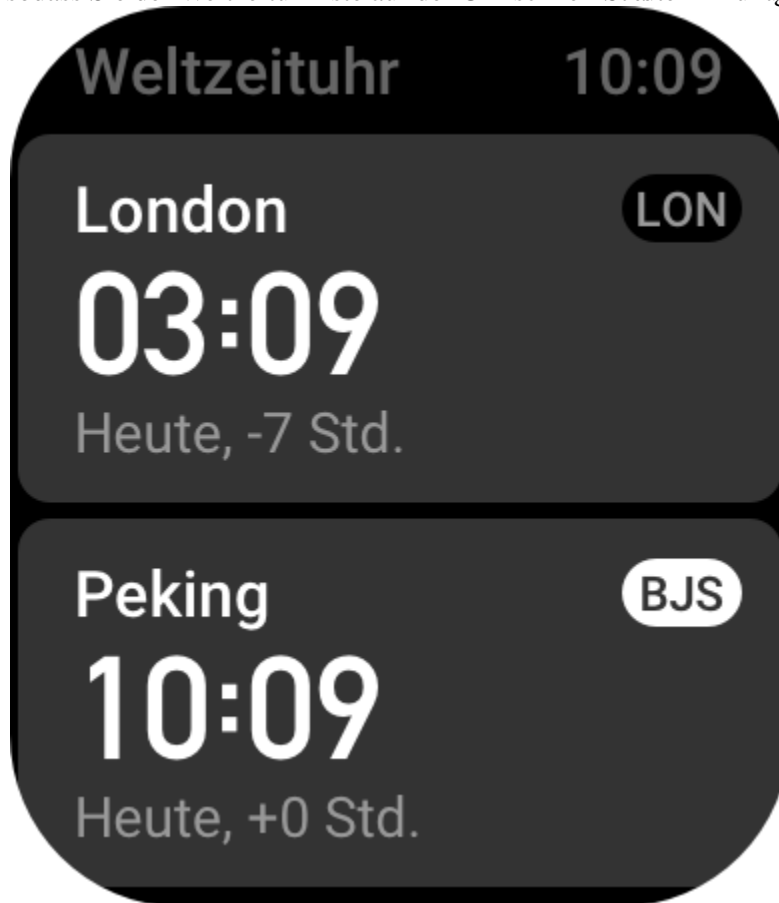 Weltzeituhr 10:09
London LON
03:09
Heute, -7 Std.
Peking BJS
10:09
Heute, +0 Std.